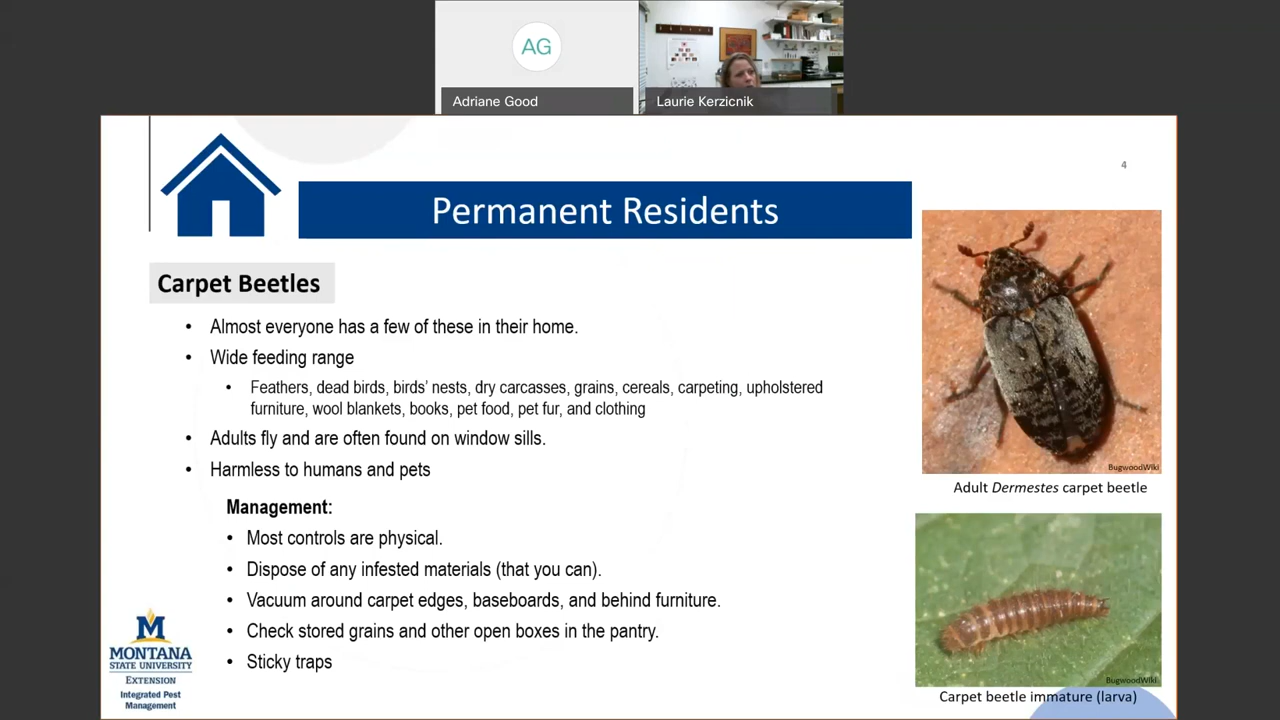 AG
Adriane Good
Laurie Kerzicnik
4
Permanent Residents
Carpet Beetles
• Almost everyone has a few of these in their home.
• Wide feeding range
• Feathers, dead birds, birds’ nests, dry carcasses, grains, cereals, carpeting, upholstered
furniture, wool blankets, books, pet food, pet fur, and clothing
• Adults fly and are often found on window sills.
• Harmless to humans and pets
Management:
• Most controls are physical.
• Dispose of any infested materials (that you can).
• Vacuum around carpet edges, baseboards, and behind furniture.
• Check stored grains and other open boxes in the pantry.
• Sticky traps
BugwoodWiki
Adult Dermestes carpet beetle
BugwoodWiki
Carpet beetle immature (larva)
M
MONTANA
STATE UNIVERSITY
EXTENSION
Integrated Pest
Management